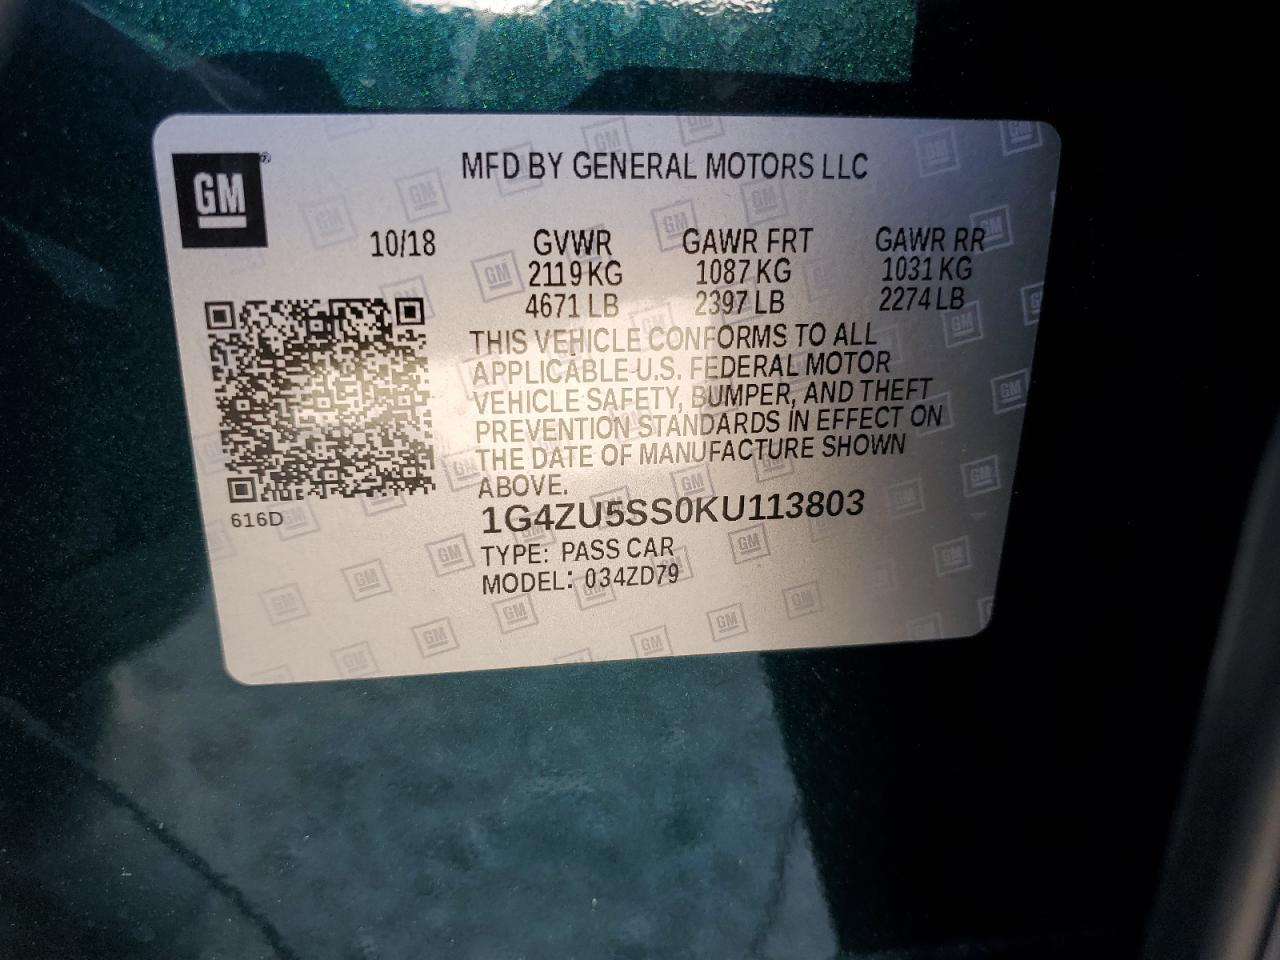 GM
MFD BY GENERAL MOTORS LLC
10/18 GVWR GAWR FRT GAWR RR
2119 KG 1087 KG 1031 KG
4671 LB 2397 LB 2274 LB
THIS VEHICLE CONFORMS TO ALL
APPLICABLE U.S. FEDERAL MOTOR
VEHICLE SAFETY, BUMPER, AND THEFT
PREVENTION STANDARDS IN EFFECT ON
THE DATE OF MANUFACTURE SHOWN
ABOVE.
616D
1G4ZU5SS0KU113803
TYPE: PASS CAR
MODEL: 034ZD79